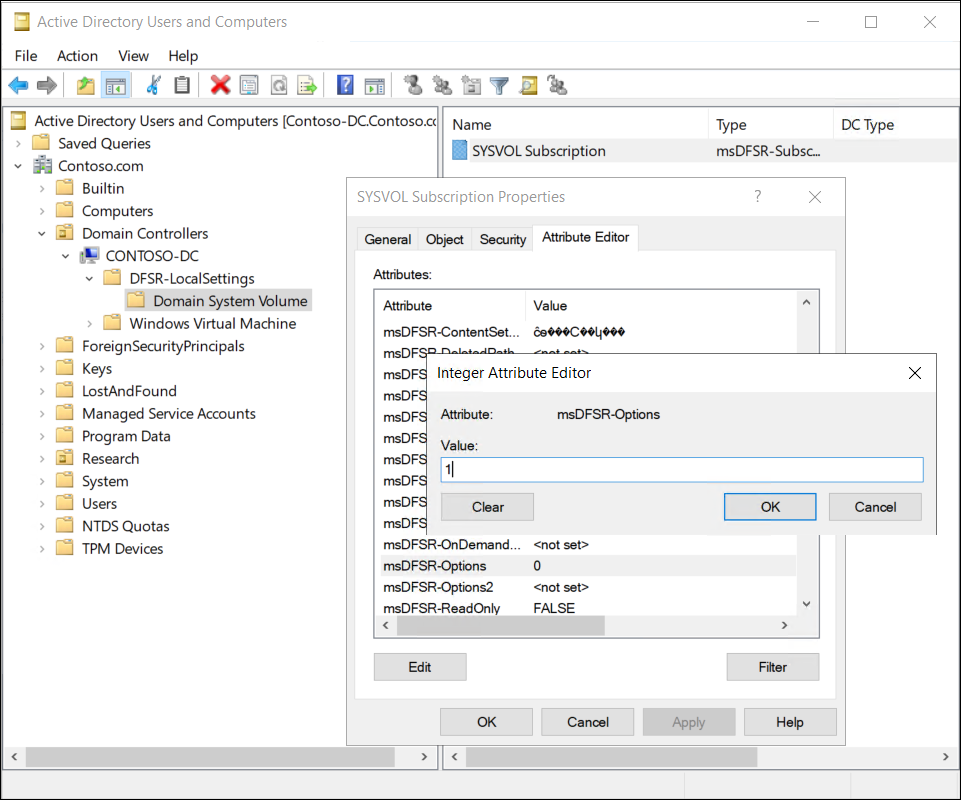 Active Directory Users and Computers
File Action View Help
Active Directory Users and Computers [Contoso-DC.Contoso.co
Saved Queries
Contoso.com
Builtin
Computers
Domain Controllers
CONTOSO-DC
DFSR-LocalSettings
Domain System Volume
Windows Virtual Machine
ForeignSecurityPrincipals
Keys
LostAndFound
Managed Service Accounts
Program Data
Research
System
Users
NTDS Quotas
TPM Devices
Name Type DC Type
SYSVOL Subscription msDFSR-Subsc...
SYSVOL Subscription Properties
General Object Security Attribute Editor
Attributes:
Attribute Value
msDFSR-ContentSet...
msDFSR-DeletedPath <not set>
msDFS
msDFS
msDFS
msDFS
msDFS
msDFS
msDFS
msDFS
msDFSR-OnDemand... <not set>
msDFSR-Options 0
msDFSR-Options2 <not set>
msDFSR-ReadOnly FALSE
Edit Filter
OK Cancel Apply Help
Integer Attribute Editor
Attribute: msDFSR-Options
Value:
1
Clear OK Cancel